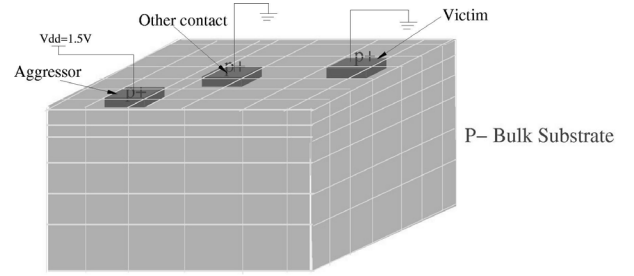 Other contact
Victim
Vdd=1.5V
Aggressor
p+
p+
p+
P– Bulk Substrate